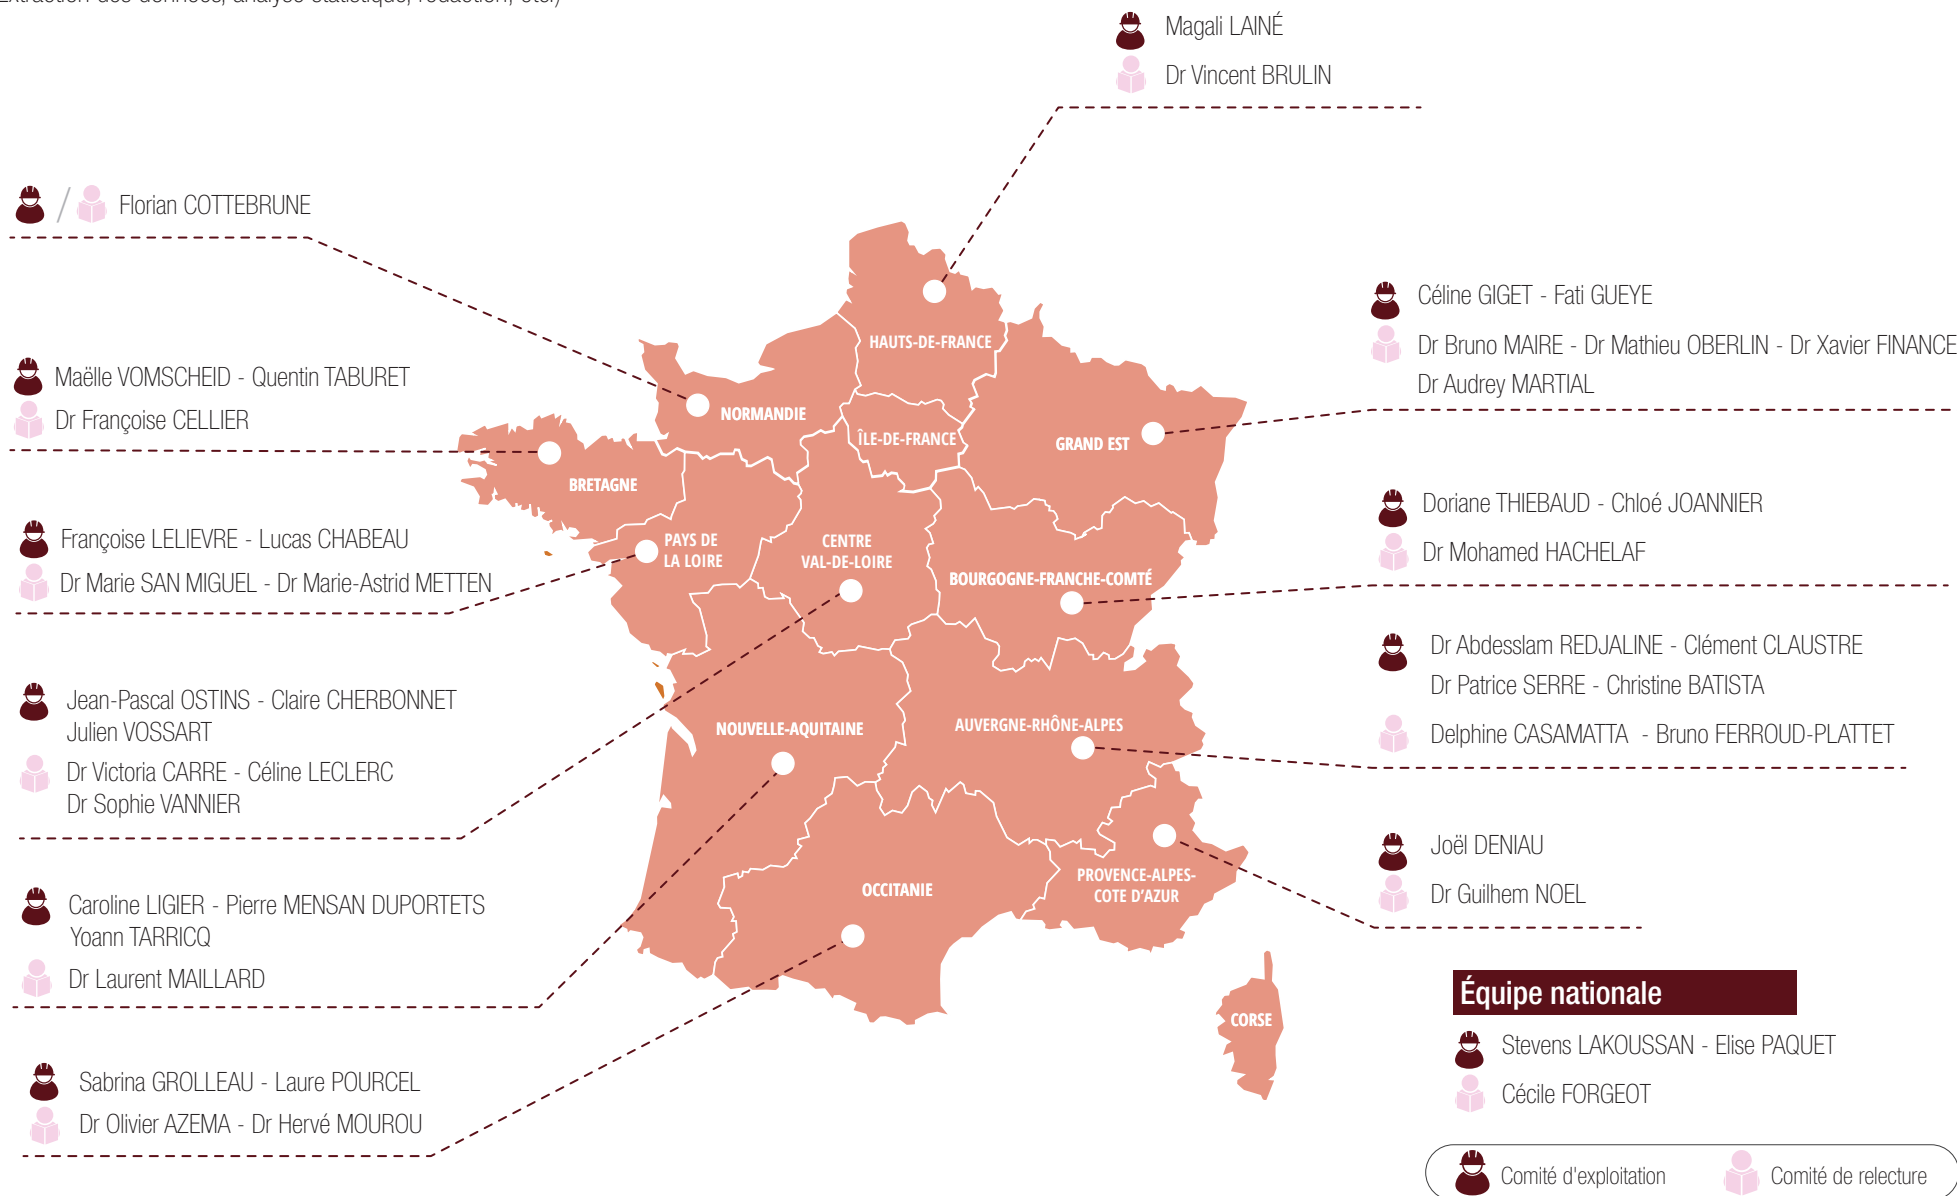 Extraction des données, analyse statistique, rédaction, etc.)
Magali LAINÉ
Dr Vincent BRULIN
Florian COTTEBRUNE
Maëlle VOMSCHEID - Quentin TABURET
Dr Françoise CELLIER
Françoise LELIEVRE - Lucas CHABEAU
Dr Marie SAN MIGUEL - Dr Marie-Astrid METTEN
Jean-Pascal OSTINS - Claire CHERBONNET
Julien VOSSART
Dr Victoria CARRE - Céline LECLERC
Dr Sophie VANNIER
Caroline LIGIER - Pierre MENSAN DUPORTETS
Yoann TARRICQ
Dr Laurent MAILLARD
Sabrina GROLLEAU - Laure POURCEL
Dr Olivier AZEMA - Dr Hervé MOUROU
HAUTS-DE-FRANCE
NORMANDIE
ÎLE-DE-FRANCE
GRAND EST
BRETAGNE
PAYS DE
LA LOIRE
CENTRE
VAL-DE-LOIRE
BOURGOGNE-FRANCHE-COMTÉ
NOUVELLE-AQUITAINE
AUVERGNE-RHÔNE-ALPES
OCCITANIE
PROVENCE-ALPES-
COTE D'AZUR
CORSE
Céline GIGET - Fati GUEYE
Dr Bruno MAIRE - Dr Mathieu OBERLIN - Dr Xavier FINANCE
Dr Audrey MARTIAL
Doriane THIEBAUD - Chloé JOANNIER
Dr Mohamed HACHELAF
Dr Abdesslam REDJALINE - Clément CLAUSTRE
Dr Patrice SERRE - Christine BATISTA
Delphine CASAMATTA - Bruno FERROUD-PLATTET
Joël DENIAU
Dr Guilhem NOEL
Équipe nationale
Stevens LAKOUSSAN - Elise PAQUET
Cécile FORGEOT
Comité d'exploitation
Comité de relecture